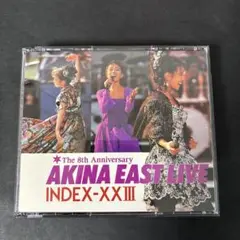 The 8th Anniversary
AKINA EAST LIVE
INDEX-XXIII